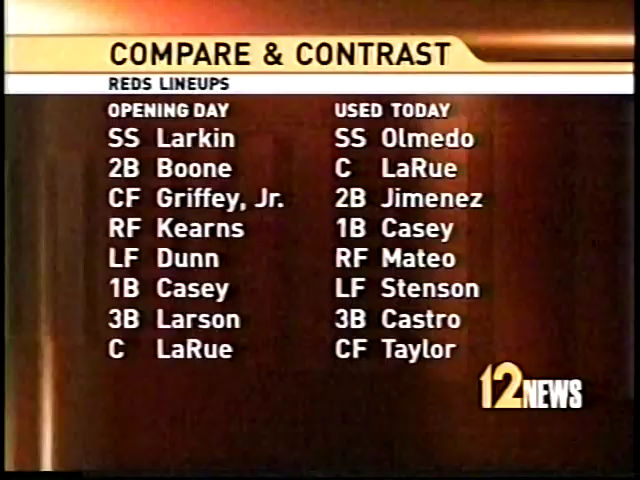 COMPARE & CONTRAST
REDS LINEUPS
OPENING DAY
SS Larkin
2B Boone
CF Griffey, Jr.
RF Kearns
LF Dunn
1B Casey
3B Larson
C LaRue
USED TODAY
SS Olmedo
C LaRue
2B Jimenez
1B Casey
RF Mateo
LF Stenson
3B Castro
CF Taylor
12 NEWS